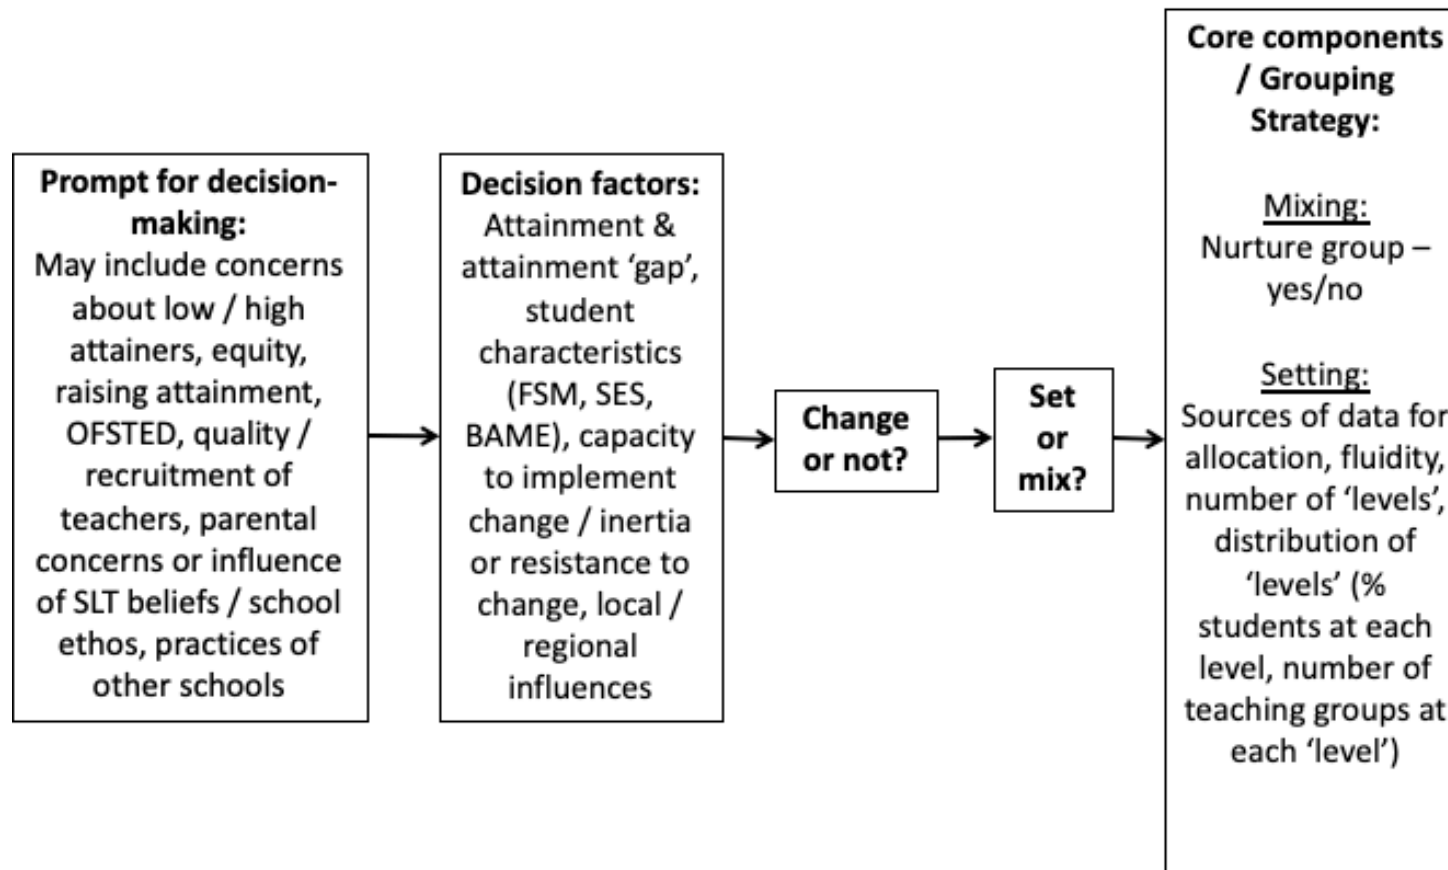 Prompt for decision-
making:
May include concerns
about low / high
attainers, equity,
raising attainment,
OFSTED, quality /
recruitment of
teachers, parental
concerns or influence
of SLT beliefs / school
ethos, practices of
other schools
Decision factors:
Attainment &
attainment ‘gap’,
student
characteristics
(FSM, SES,
BAME), capacity
to implement
change / inertia
or resistance to
change, local /
regional
influences
Change
or not?
Set
or
mix?
Core components
/ Grouping
Strategy:
Mixing:
Nurture group –
yes/no
Setting:
Sources of data for
allocation, fluidity,
number of ‘levels’,
distribution of
‘levels’ (%
students at each
level, number of
teaching groups at
each ‘level’)